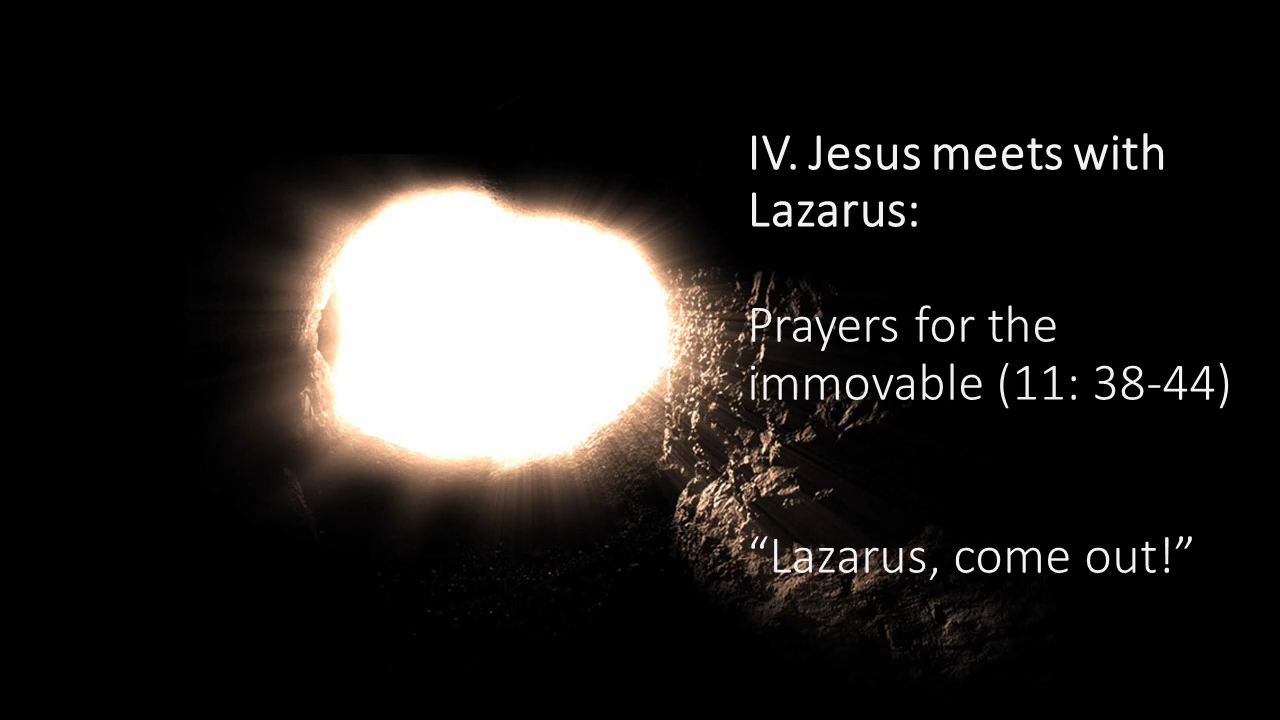 IV. Jesus meets with
Lazarus:
Prayers for the
immovable (11: 38-44)
“Lazarus, come out!”